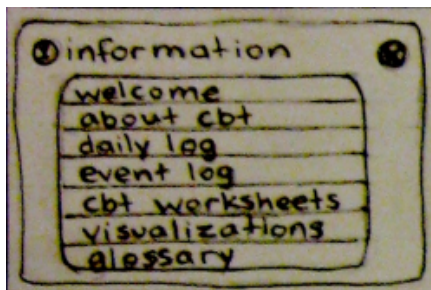 information
welcome
about cbt
daily log
event log
cbt worksheets
visualizations
glossary